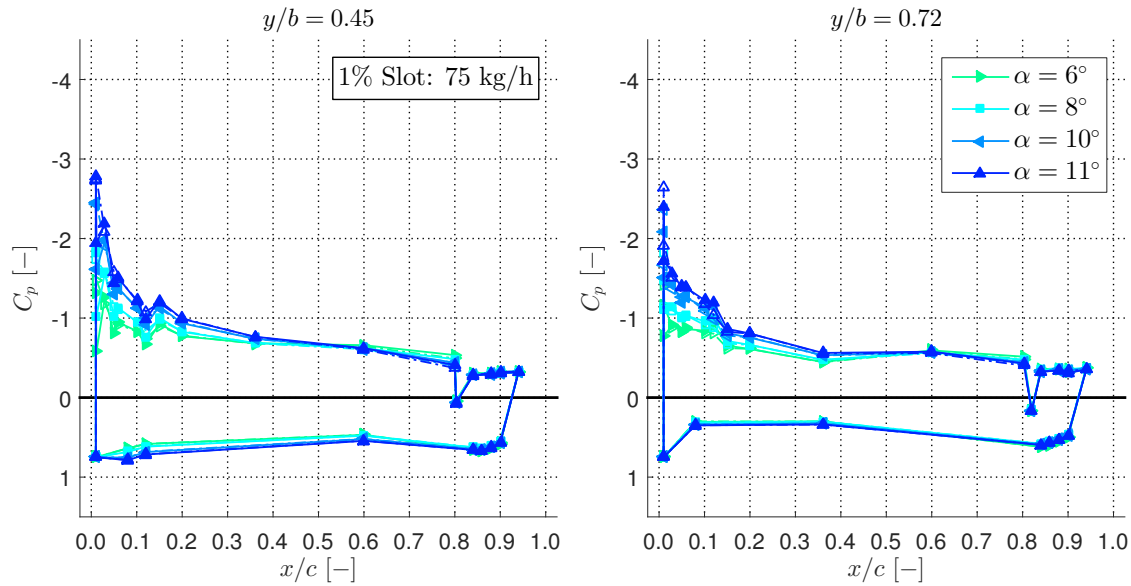 y/b = 0.45
1% Slot: 75 kg/h
-4
-3
-2
-1
0
1
C_p [−]
0.0 0.1 0.2 0.3 0.4 0.5 0.6 0.7 0.8 0.9 1.0
x/c [−]
y/b = 0.72
α = 6°
α = 8°
α = 10°
α = 11°
-4
-3
-2
-1
0
1
C_p [−]
0.0 0.1 0.2 0.3 0.4 0.5 0.6 0.7 0.8 0.9 1.0
x/c [−]